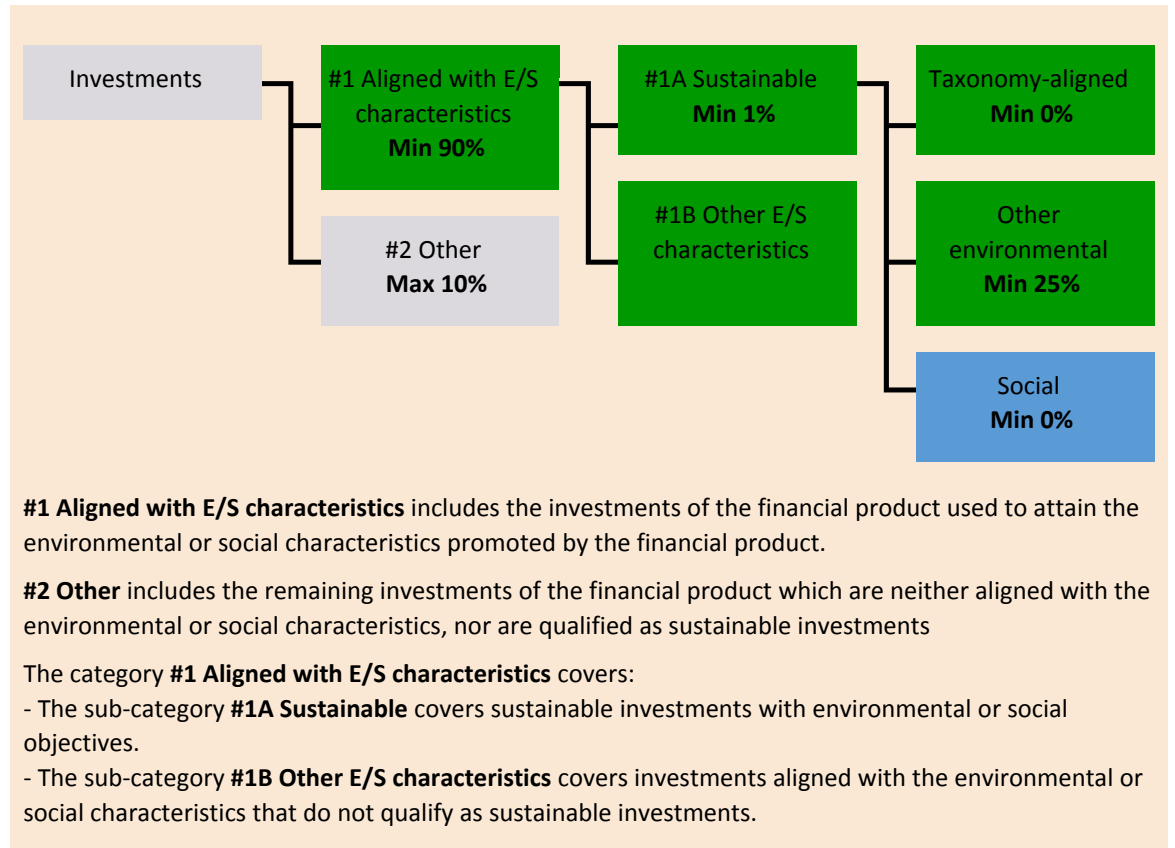 Investments
#1 Aligned with E/S
characteristics
Min 90%
#2 Other
Max 10%
#1A Sustainable
Min 1%
#1B Other E/S
characteristics
Taxonomy-aligned
Min 0%
Other
environmental
Min 25%
Social
Min 0%
#1 Aligned with E/S characteristics includes the investments of the financial product used to attain the
environmental or social characteristics promoted by the financial product.
#2 Other includes the remaining investments of the financial product which are neither aligned with the
environmental or social characteristics, nor are qualified as sustainable investments
The category #1 Aligned with E/S characteristics covers:
- The sub-category #1A Sustainable covers sustainable investments with environmental or social
objectives.
- The sub-category #1B Other E/S characteristics covers investments aligned with the environmental or
social characteristics that do not qualify as sustainable investments.